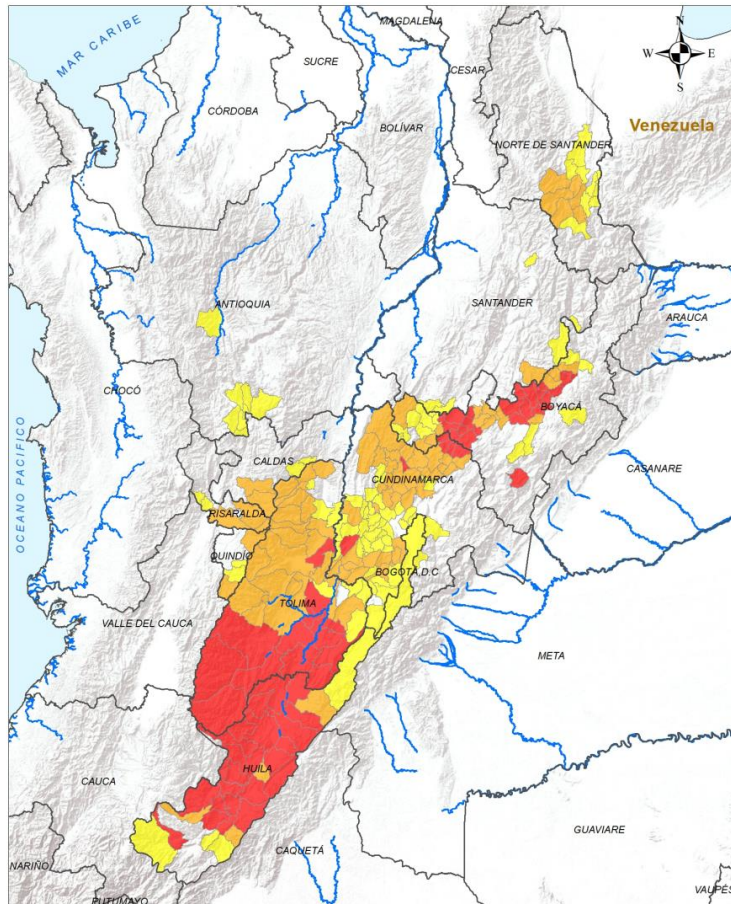 MAGDALENA
N
MAR CARIBE
SUCRE
CESAR
W
E
S
CÓRDOBA
BOLÍVAR
Venezuela
NORTE DE SANTANDER
ANTIOQUIA
SANTANDER
ARAUCA
CHOCÓ
BOYACÁ
CALDAS
CUNDINAMARCA
CASANARE
OCEANO PACIFICO
RISARALDA
QUINDÍO
BOGOTÁ, D.C
TOLIMA
VALLE DEL CAUCA
META
HUILA
CAUCA
GUAVIARE
CAQUETÁ
NARIÑO
PUTUMAYO
VAUPÉS